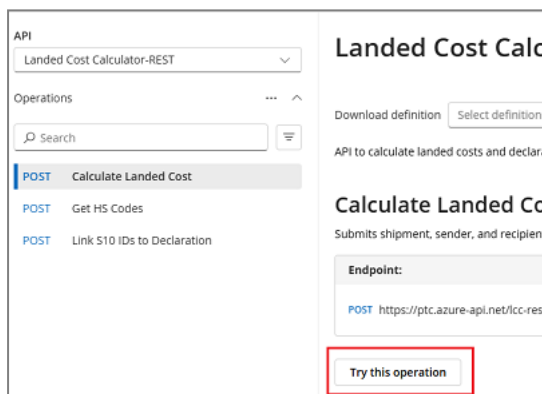 API
Landed Cost Calculator-REST
Operations
Search
POST Calculate Landed Cost
POST Get HS Codes
POST Link S10 IDs to Declaration
Landed Cost Calc
Download definition Select definition
API to calculate landed costs and declar
Calculate Landed Co
Submits shipment, sender, and recipien
Endpoint:
POST https://ptc.azure-api.net/lcc-res
Try this operation